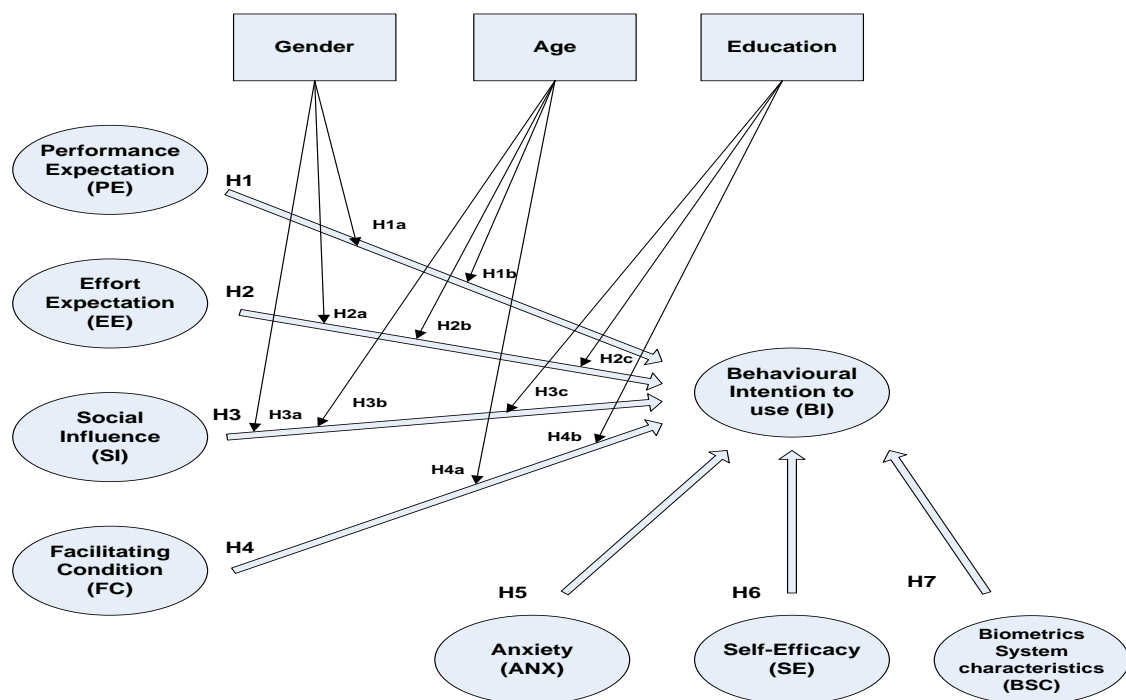 Gender
Age
Education
Performance
Expectation
(PE)
H1
H1a
H1b
Effort
Expectation
(EE)
H2
H2a
H2b
H2c
Social
Influence
(SI)
H3
H3a
H3b
H3c
Behavioural
Intention to
use (BI)
Facilitating
Condition
(FC)
H4
H4a
H4b
H5
H6
H7
Anxiety
(ANX)
Self-Efficacy
(SE)
Biometrics
System
characteristics
(BSC)